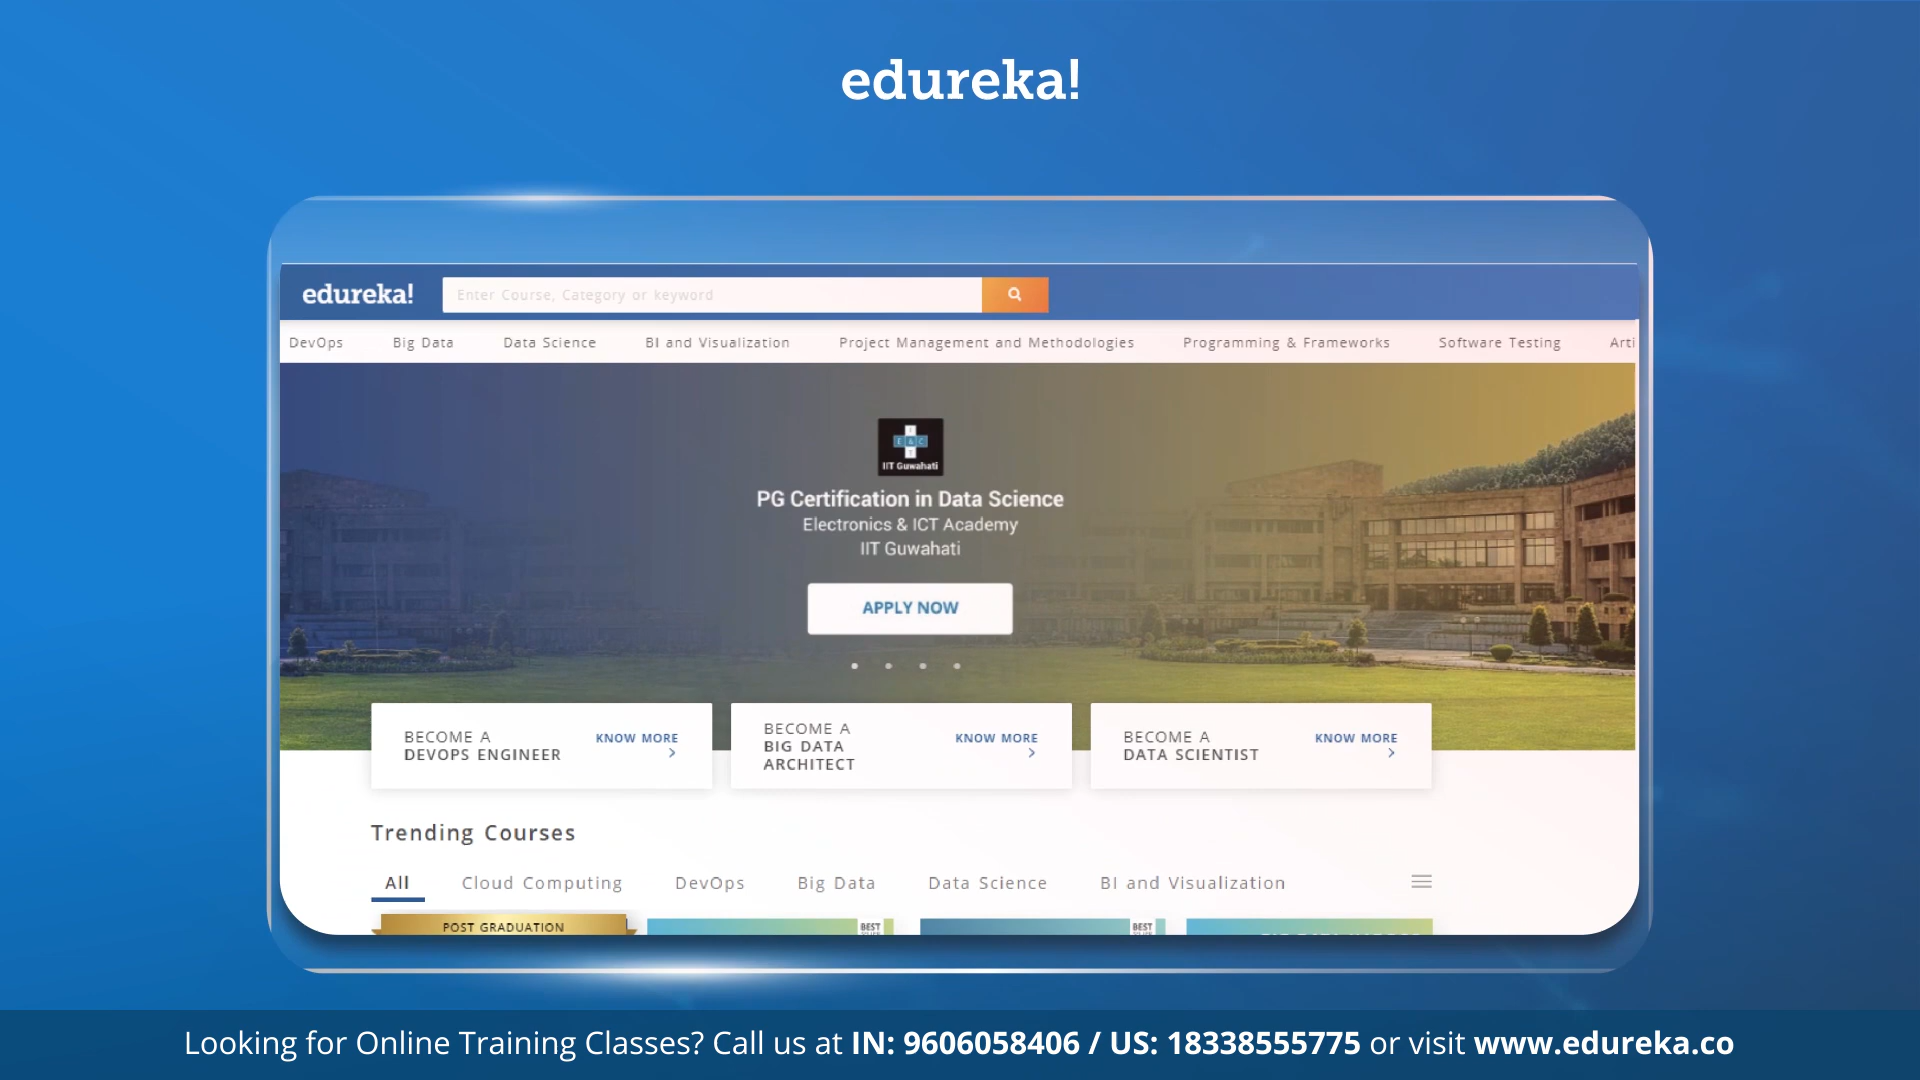 edureka!
edureka!
Enter Course, Category or keyword
DevOps Big Data Data Science BI and Visualization Project Management and Methodologies Programming & Frameworks Software Testing Arti
E & C
IIT Guwahati
PG Certification in Data Science
Electronics & ICT Academy
IIT Guwahati
APPLY NOW
BECOME A
DEVOPS ENGINEER
KNOW MORE
BECOME A
BIG DATA
ARCHITECT
KNOW MORE
BECOME A
DATA SCIENTIST
KNOW MORE
Trending Courses
All Cloud Computing DevOps Big Data Data Science BI and Visualization
POST GRADUATION
BEST
BEST
Looking for Online Training Classes? Call us at IN: 9606058406 / US: 18338555775 or visit www.edureka.co